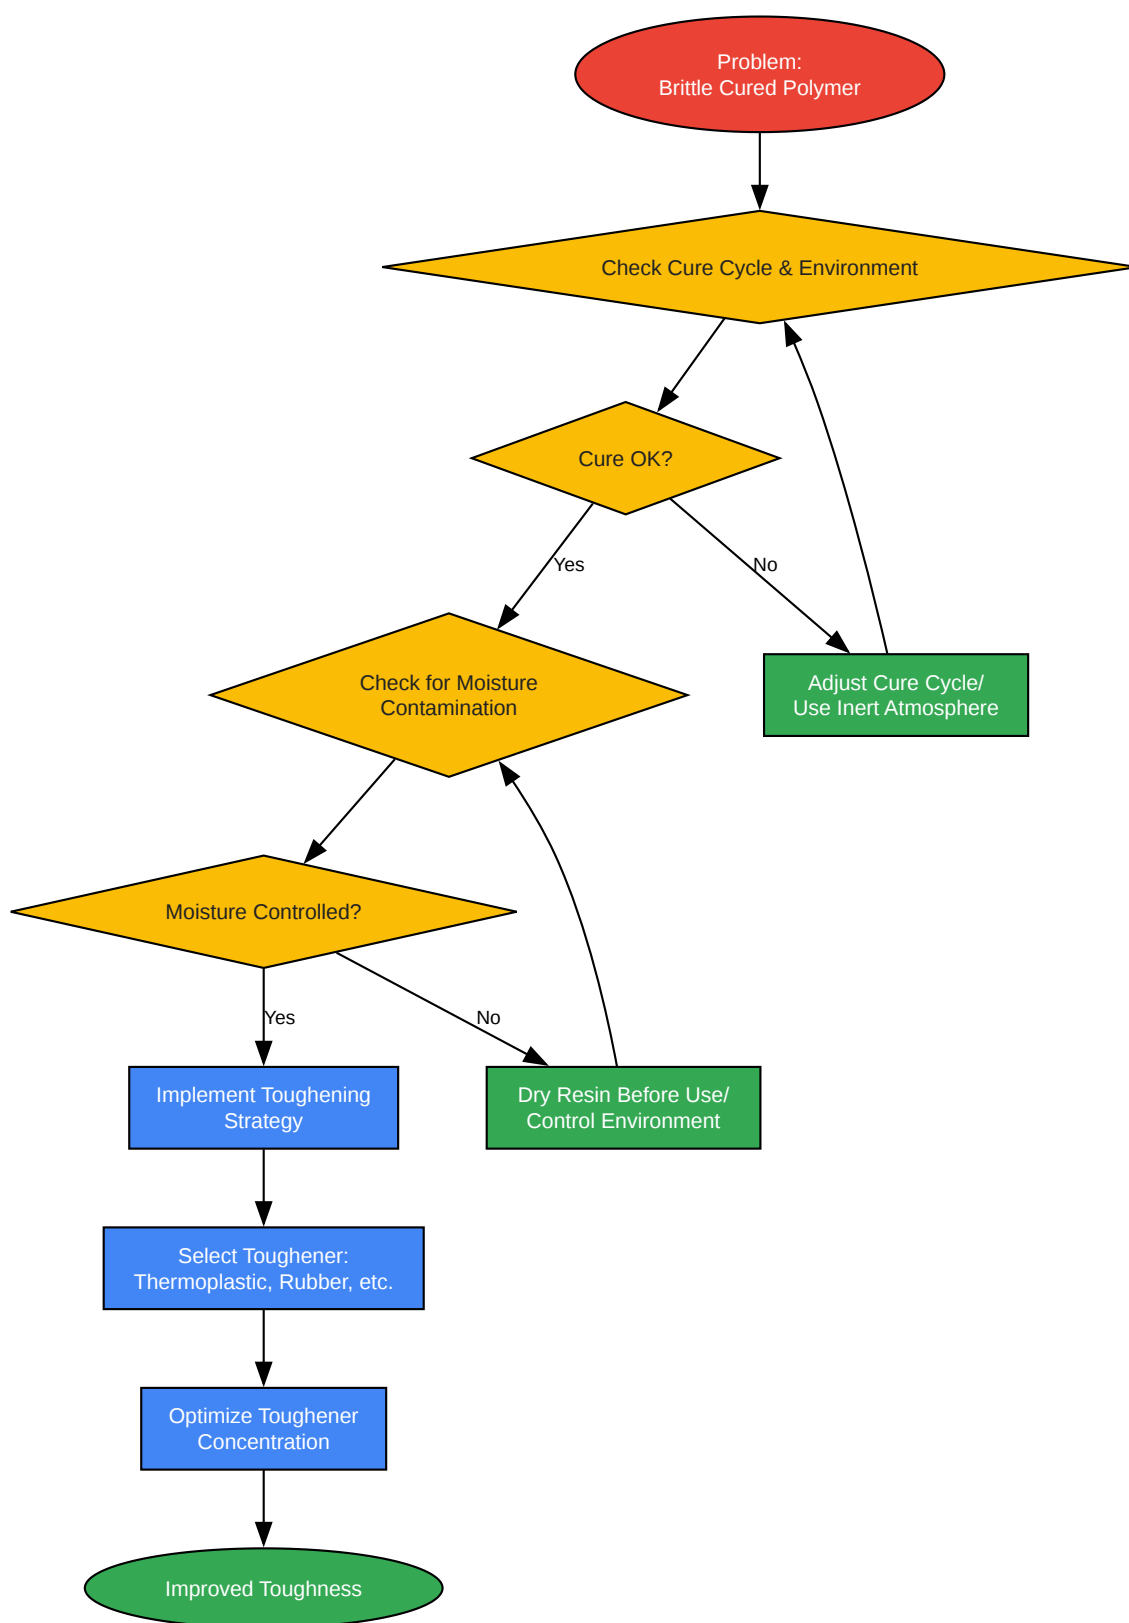 Problem:
Brittle Cured Polymer
Check Cure Cycle & Environment
Cure OK?
Yes
No
Check for Moisture
Contamination
Adjust Cure Cycle/
Use Inert Atmosphere
Moisture Controlled?
Yes
No
Implement Toughening
Strategy
Dry Resin Before Use/
Control Environment
Select Toughener:
Thermoplastic, Rubber, etc.
Optimize Toughener
Concentration
Improved Toughness